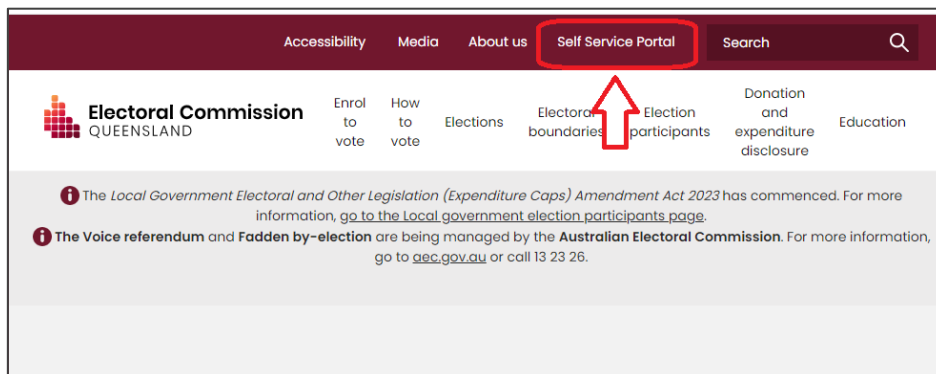 Accessibility Media About us Self Service Portal Search
Electoral Commission
QUEENSLAND
Enrol
to
vote
How
to
vote
Elections
Electoral
boundaries
Election
participants
Donation
and
expenditure
disclosure
Education
The Local Government Electoral and Other Legislation (Expenditure Caps) Amendment Act 2023 has commenced. For more
information, go to the Local government election participants page.
The Voice referendum and Fadden by-election are being managed by the Australian Electoral Commission. For more information,
go to aec.gov.au or call 13 23 26.